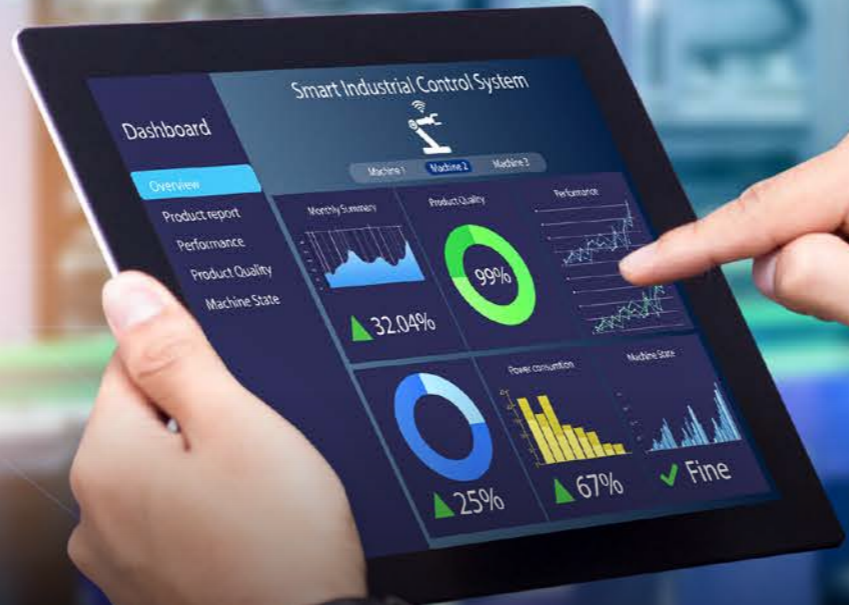 Smart Industrial Control System
Dashboard
Machine 1
Machine 2
Machine 3
Overview
Product report
Performance
Product Quality
Machine State
Monthly Summary
32.04%
Product Quality
99%
Performance
25%
Power consumtion
67%
Machine State
Fine